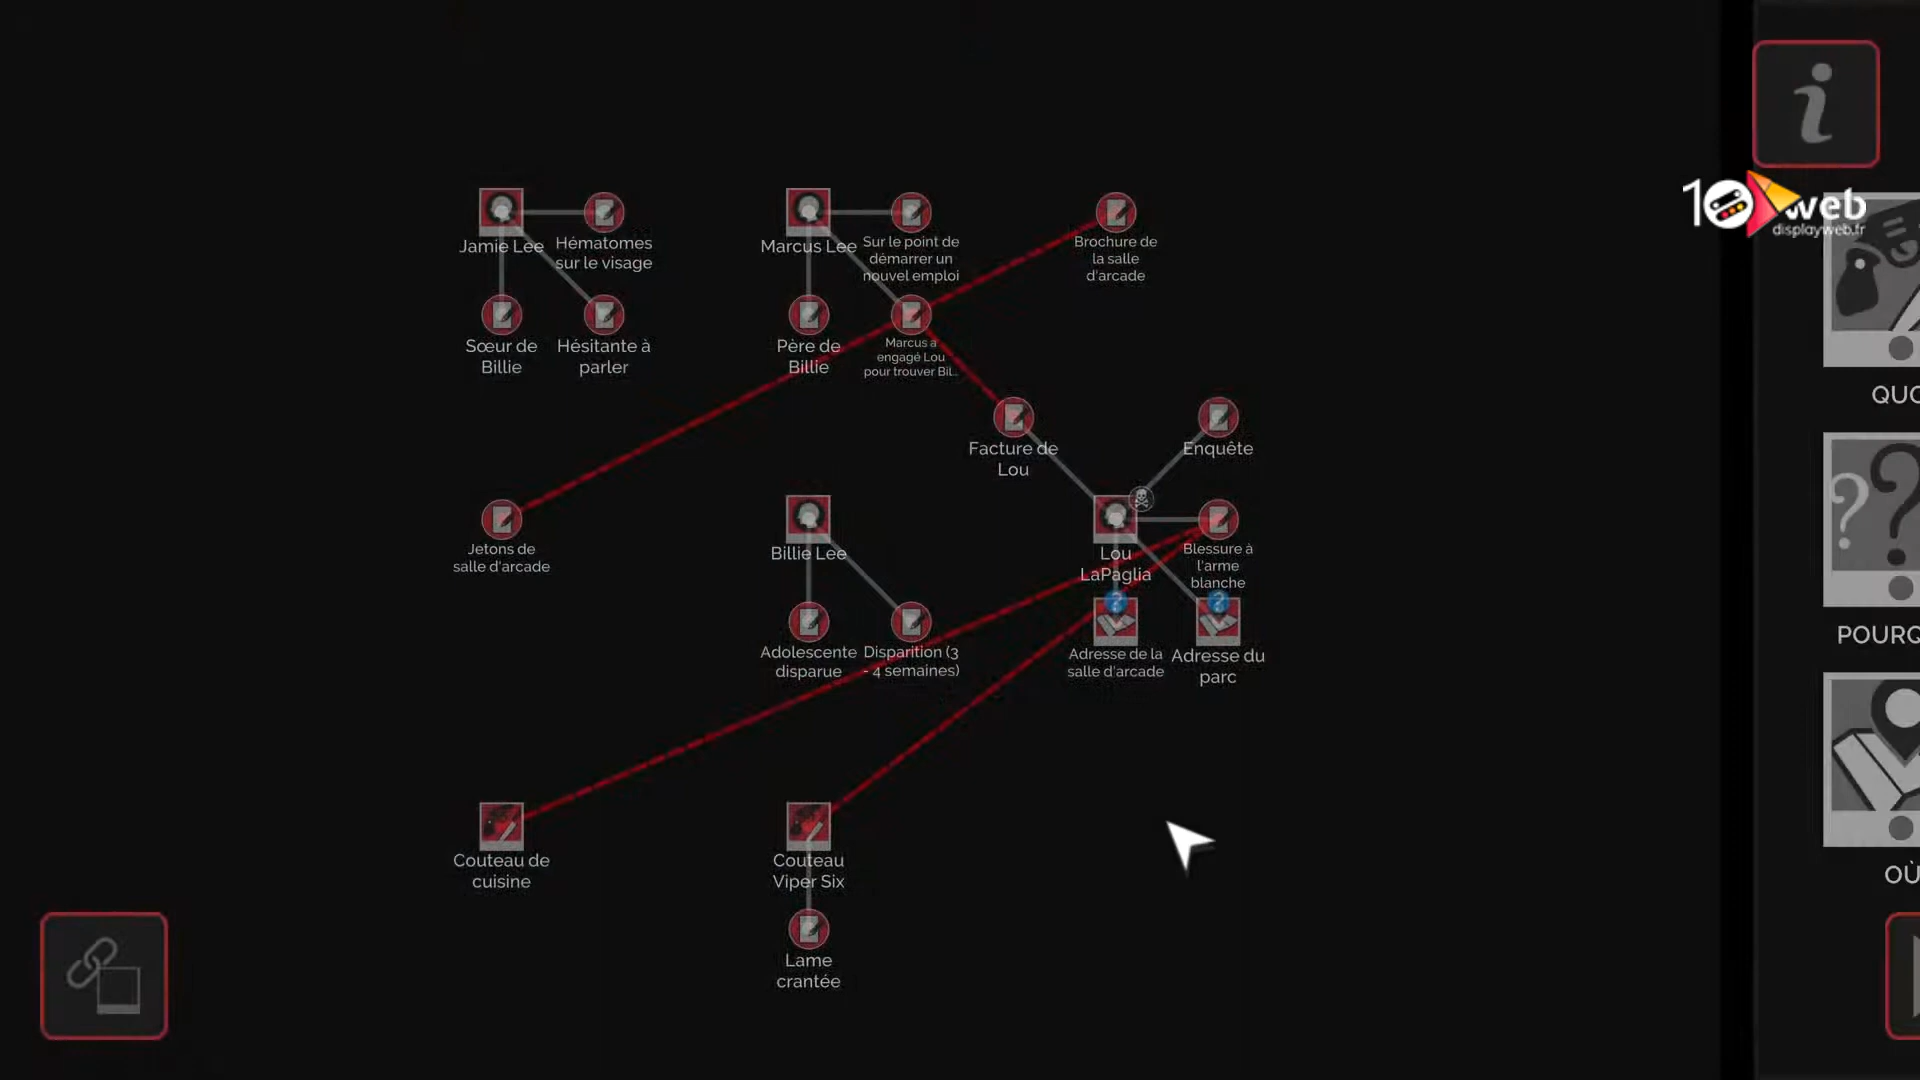 10
web
displayweb.fr
Jamie Lee
Hématomes
sur le visage
Marcus Lee
Sur le point de
démarrer un
nouvel emploi
Brochure de
la salle
d'arcade
Sœur de
Billie
Hésitante à
parler
Père de
Billie
Marcus a
engagé Lou
pour trouver Bil...
QUO
Facture de
Lou
Enquête
Jetons de
salle d'arcade
Billie Lee
Lou
LaPaglia
Blessure à
l'arme
blanche
POURQ
Adolescente
disparue
Disparition (3
- 4 semaines)
Adresse de la
salle d'arcade
Adresse du
parc
Couteau de
cuisine
Couteau
Viper Six
OÙ
Lame
crantée